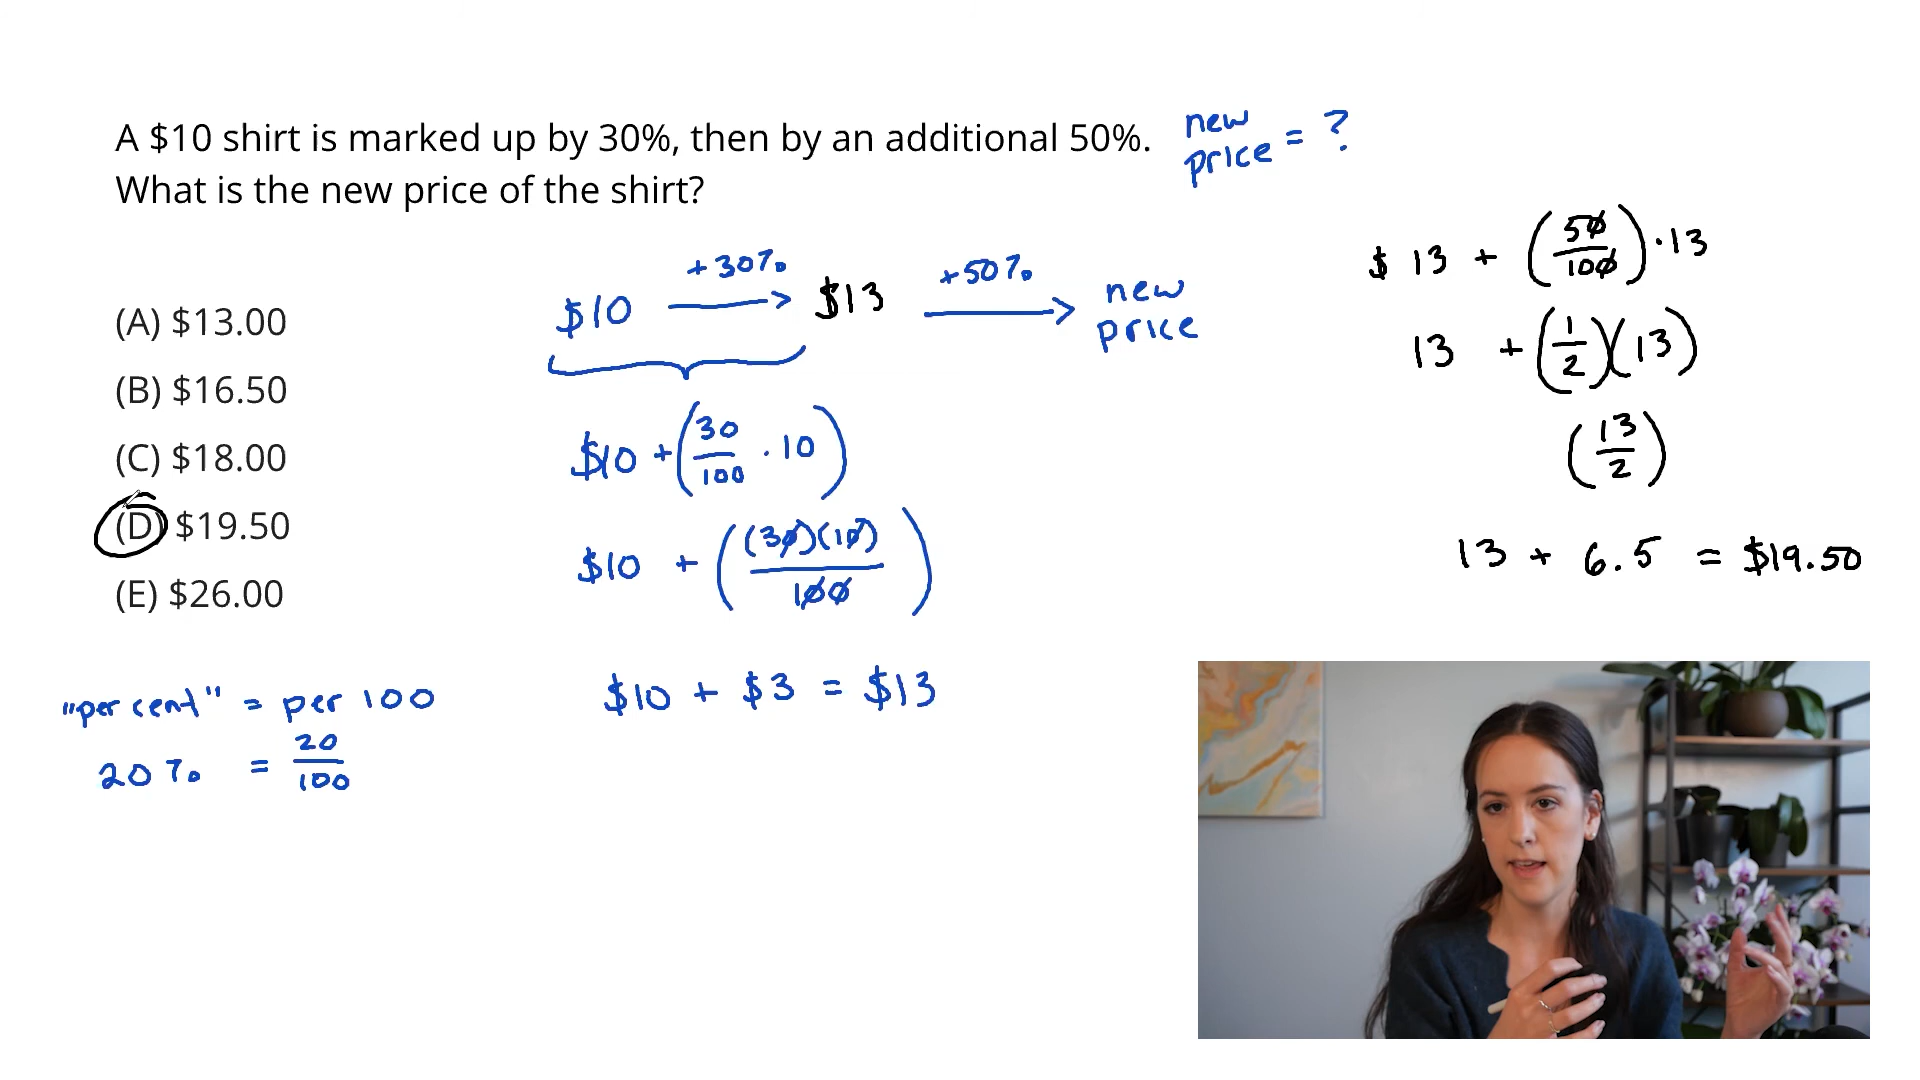 A $10 shirt is marked up by 30%, then by an additional 50%.
What is the new price of the shirt?
new
price = ?
(A) $13.00
(B) $16.50
(C) $18.00
(D) $19.50
(E) $26.00
"per cent" = per 100
20% = 20/100
$10 +30% → $13 +50% → new price
$10 + (30/100 · 10)
$10 + ((30)(10)/100)
$10 + $3 = $13
$13 + (50/100) · 13
13 + (1/2)(13)
(13/2)
13 + 6.5 = $19.50